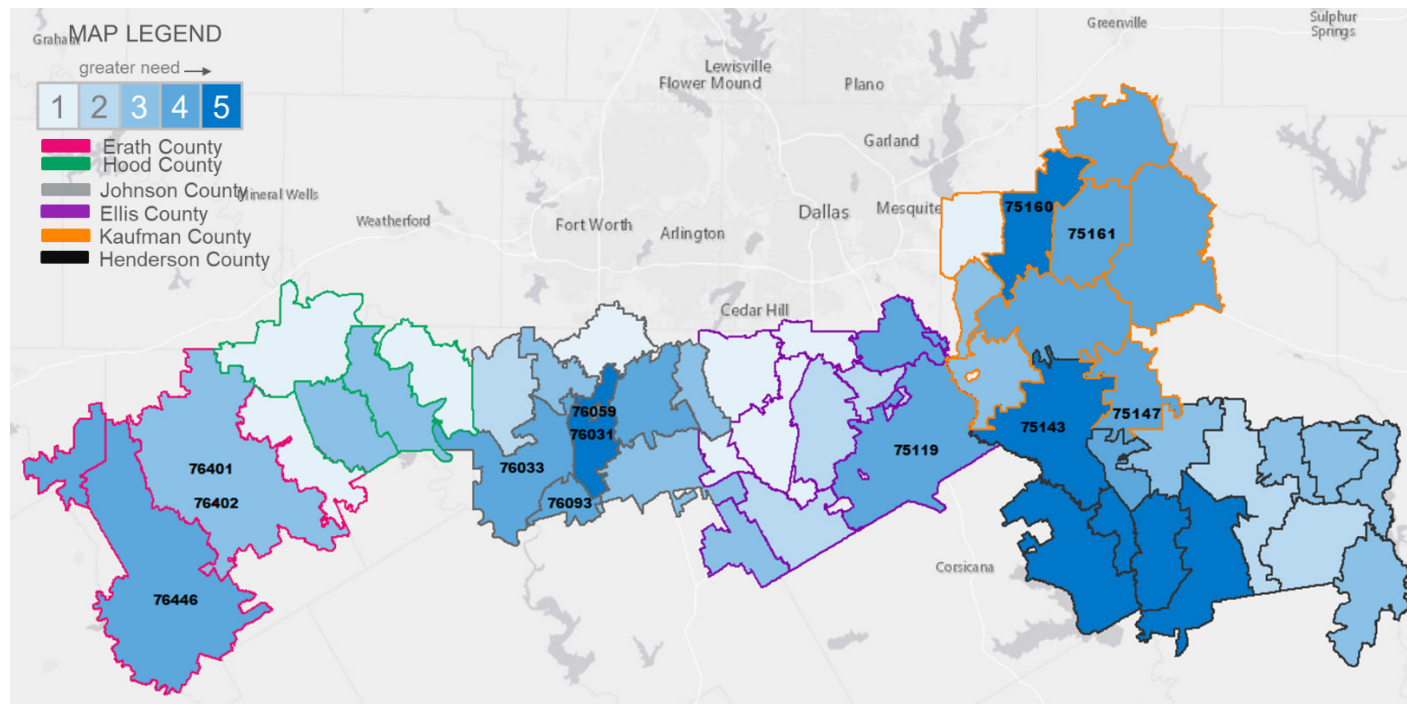 MAP LEGEND
greater need →
1 2 3 4 5
Erath County
Hood County
Johnson County
Ellis County
Kaufman County
Henderson County
Graham
Mineral Wells
Weatherford
Fort Worth
Arlington
Lewisville
Flower Mound
Plano
Garland
Dallas
Mesquite
Cedar Hill
Greenville
Sulphur
Springs
Corsicana
75160
75161
76059
76031
75147
75143
75119
76401
76033
76402
76093
76446